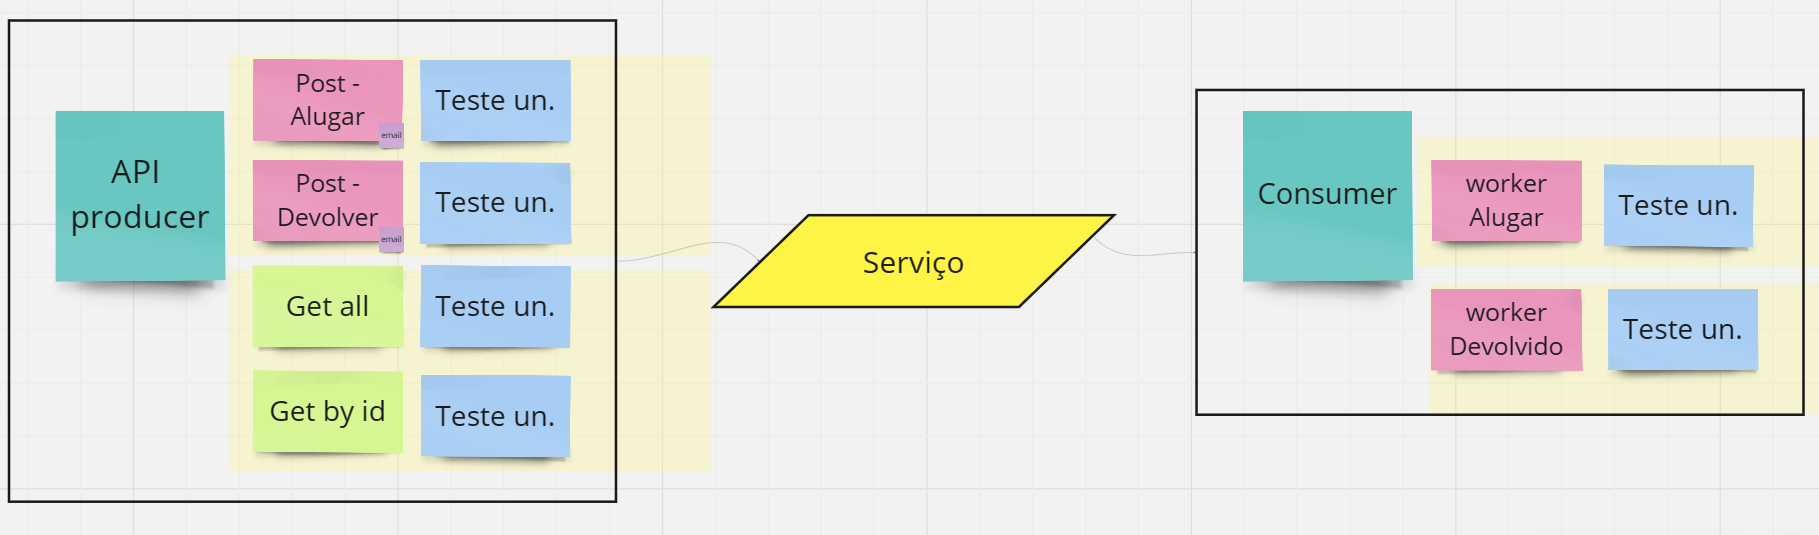 API
producer
Post -
Alugar
email
Teste un.
Post -
Devolver
email
Teste un.
Get all
Teste un.
Get by id
Teste un.
Serviço
Consumer
worker
Alugar
Teste un.
worker
Devolvido
Teste un.